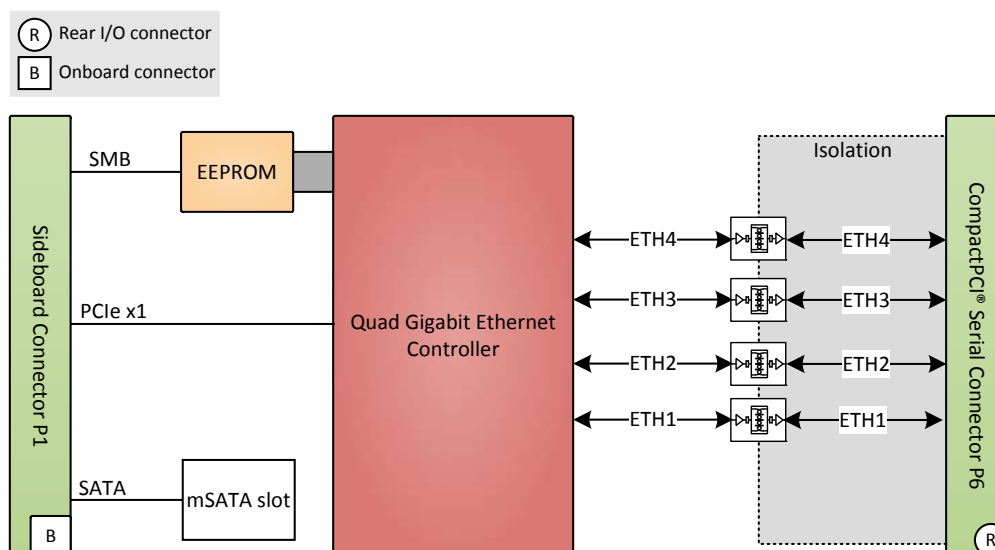 R Rear I/O connector
B Onboard connector
Sideboard Connector P1
SMB
EEPROM
PCIe x1
SATA
mSATA slot
B
Quad Gigabit Ethernet
Controller
ETH4
ETH3
ETH2
ETH1
Isolation
ETH4
ETH3
ETH2
ETH1
CompactPCI® Serial Connector P6
R